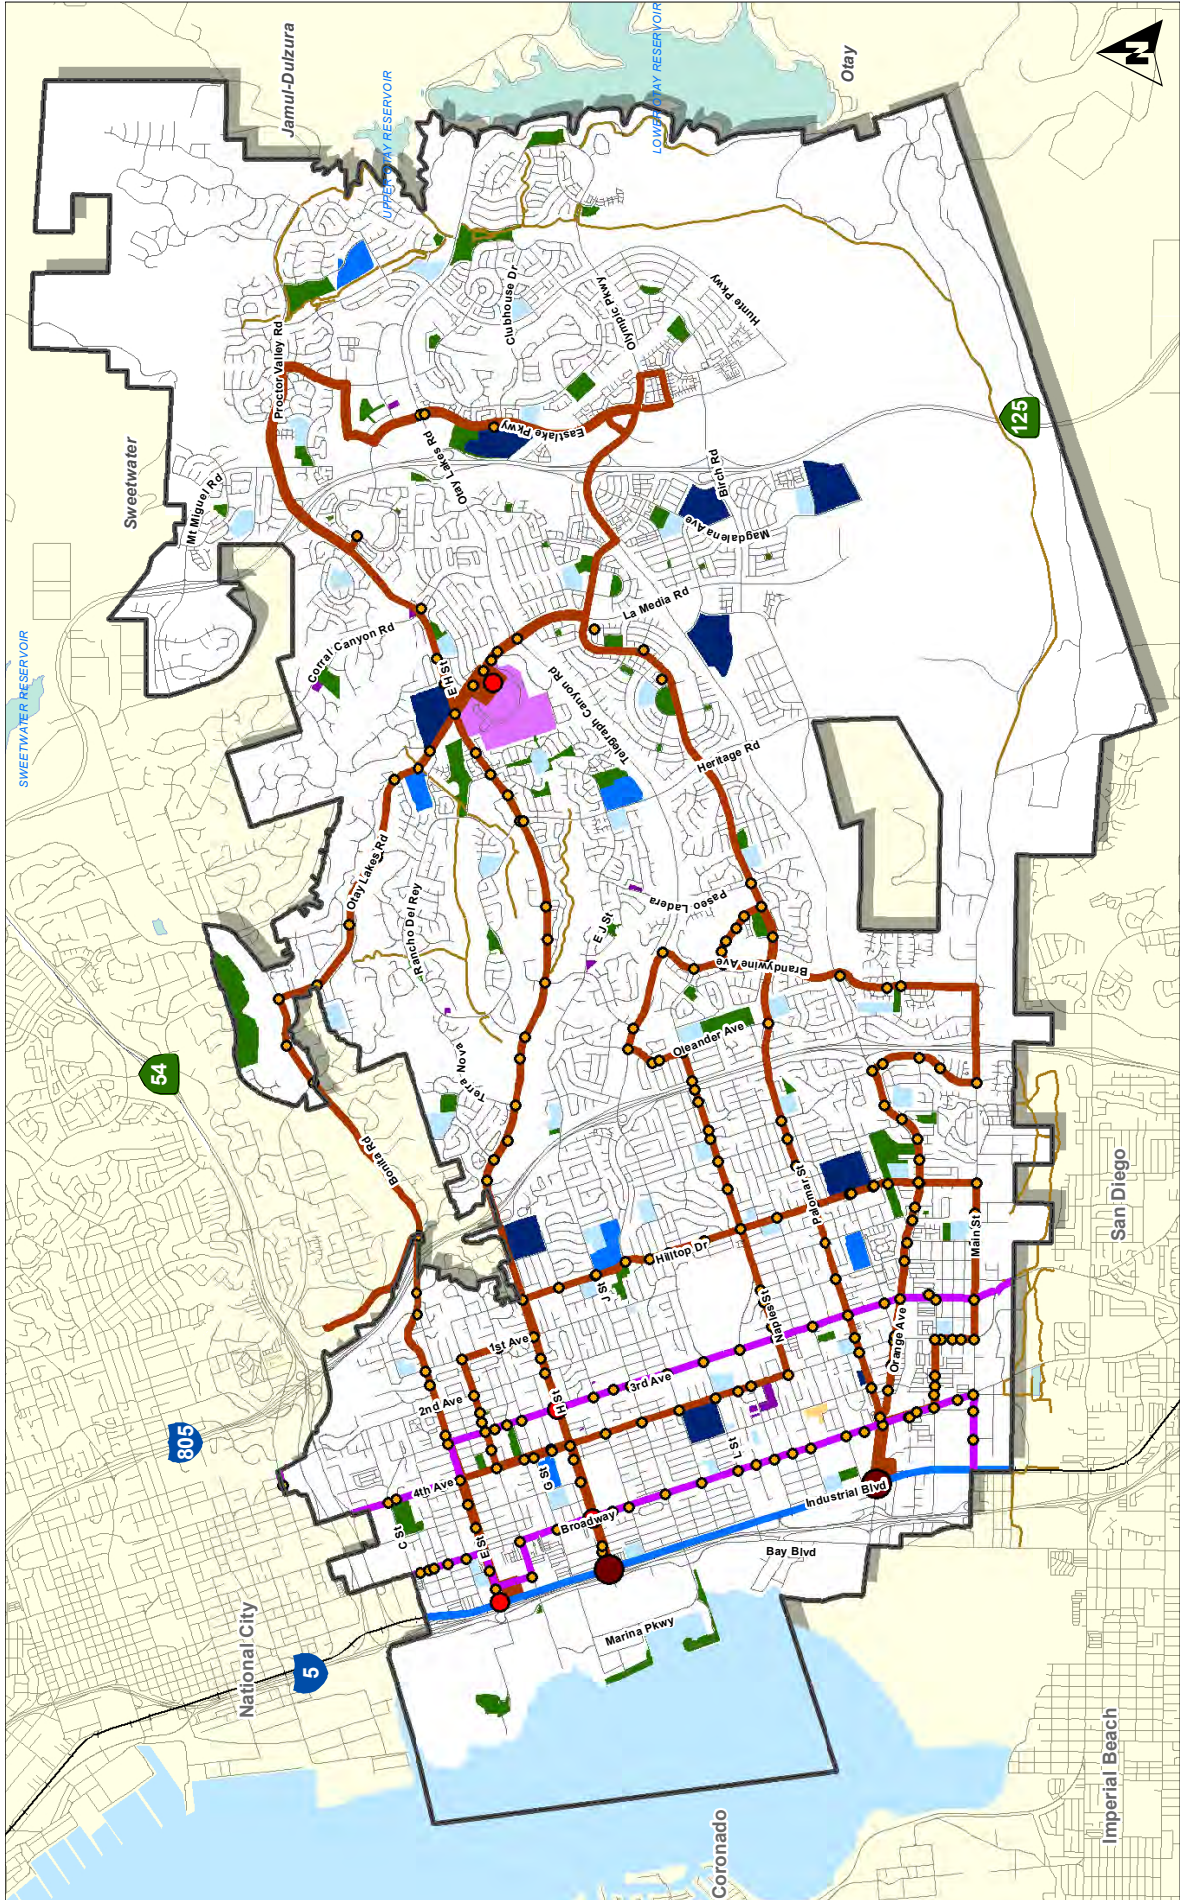 Jamul-Dulzura
UPPER OTAY RESERVOIR
LOWER OTAY RESERVOIR
Otay
N
Sweetwater
SWEETWATER RESERVOIR
Mt Miguel Rd
Proctor Valley Rd
Clubhouse Dr
Olympic Pkwy
Hunte Pkwy
Eastlake Pkwy
Otay Lakes Rd
Birch Rd
Magdalena Ave
125
Corral Canyon Rd
E H St
La Media Rd
Telegraph Canyon Rd
Heritage Rd
Otay Lakes Rd
Rancho Del Rey
Paseo Ladera
E J St
Brandywine Ave
Oleander Ave
Terra Nova
54
Bonita Rd
Palomar St
Main St
San Diego
Hilltop Dr
J St
Naples St
Orange Ave
1st Ave
2nd Ave
3rd Ave
H St
805
4th Ave
G St
L St
C St
E St
Broadway
Industrial Blvd
Bay Blvd
Marina Pkwy
National City
5
Imperial Beach
Coronado